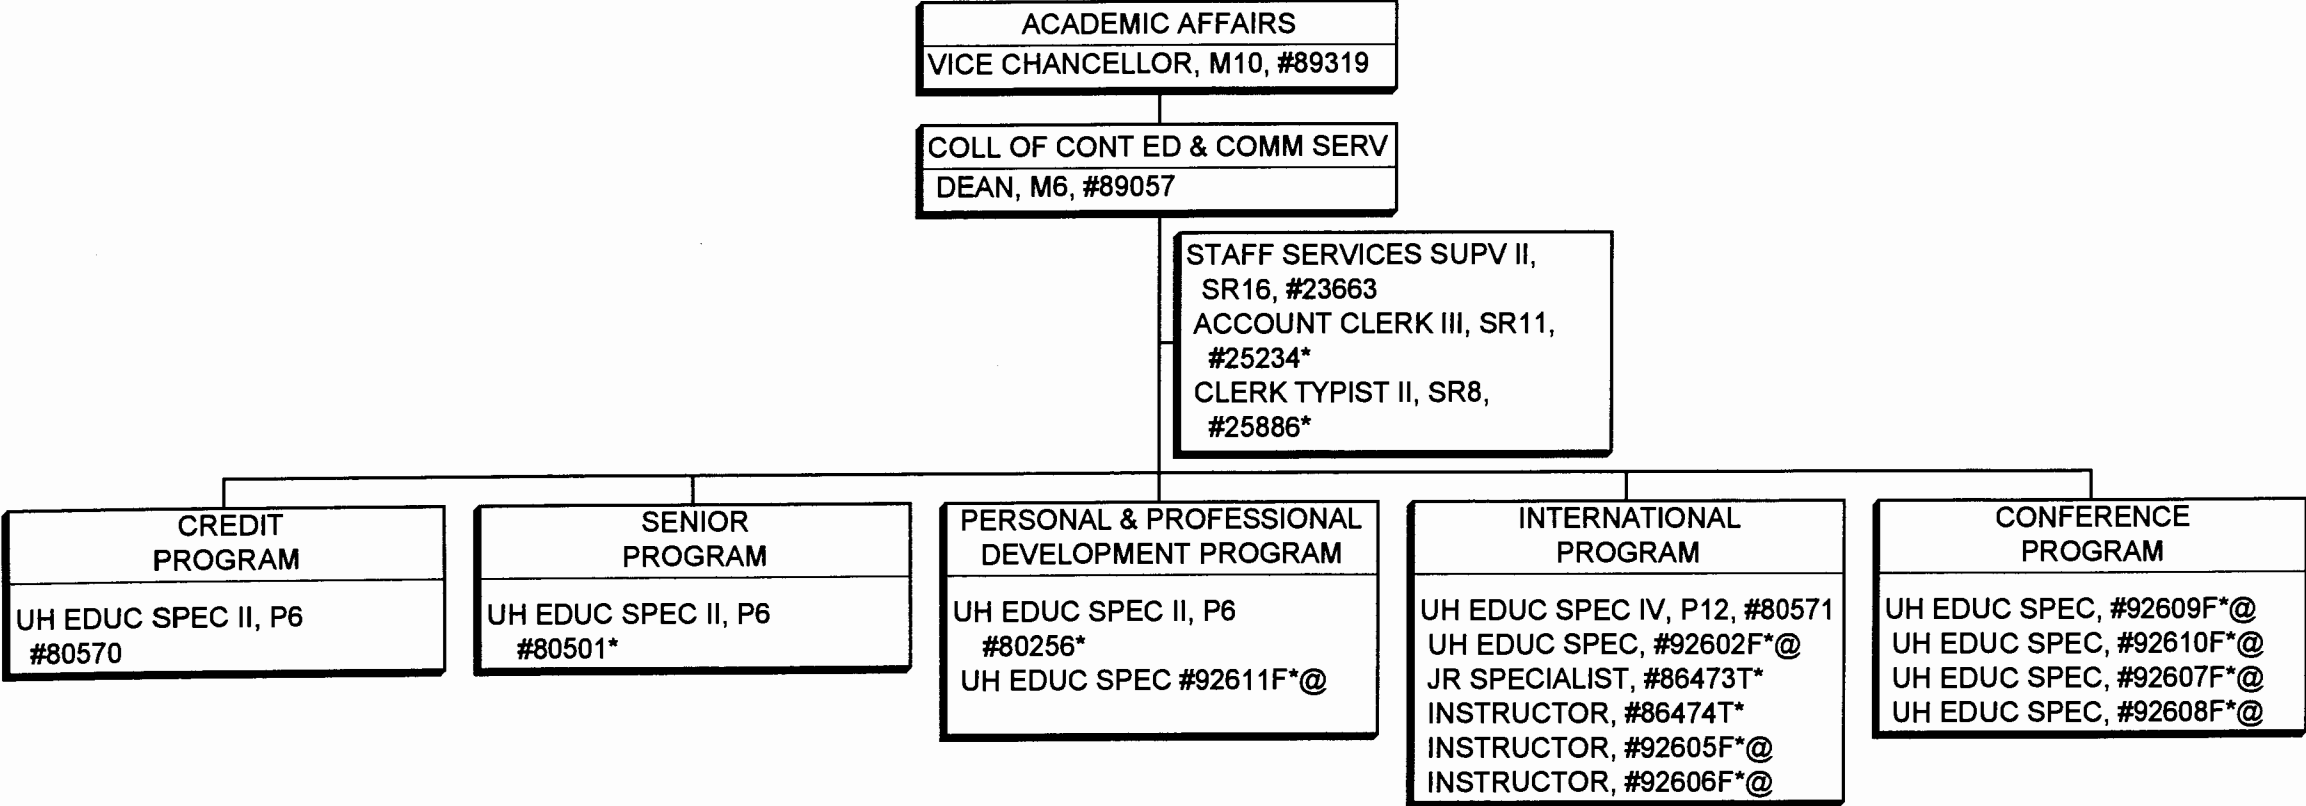 ACADEMIC AFFAIRS
VICE CHANCELLOR, M10, #89319
COLL OF CONT ED & COMM SERV
DEAN, M6, #89057
STAFF SERVICES SUPV II,
SR16, #23663
ACCOUNT CLERK III, SR11,
#25234*
CLERK TYPIST II, SR8,
#25886*
CREDIT
PROGRAM
UH EDUC SPEC II, P6
#80570
SENIOR
PROGRAM
UH EDUC SPEC II, P6
#80501*
PERSONAL & PROFESSIONAL
DEVELOPMENT PROGRAM
UH EDUC SPEC II, P6
#80256*
UH EDUC SPEC #92611F*@
INTERNATIONAL
PROGRAM
UH EDUC SPEC IV, P12, #80571
UH EDUC SPEC, #92602F*@
JR SPECIALIST, #86473T*
INSTRUCTOR, #86474T*
INSTRUCTOR, #92605F*@
INSTRUCTOR, #92606F*@
CONFERENCE
PROGRAM
UH EDUC SPEC, #92609F*@
UH EDUC SPEC, #92610F*@
UH EDUC SPEC, #92607F*@
UH EDUC SPEC, #92608F*@